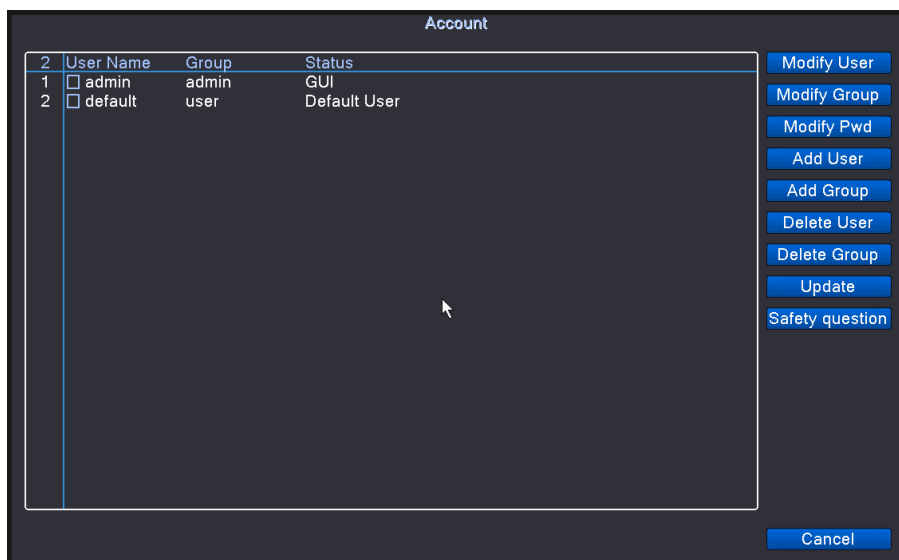 Account
2 User Name Group Status
1 admin admin GUI
2 default user Default User
Modify User
Modify Group
Modify Pwd
Add User
Add Group
Delete User
Delete Group
Update
Safety question
Cancel